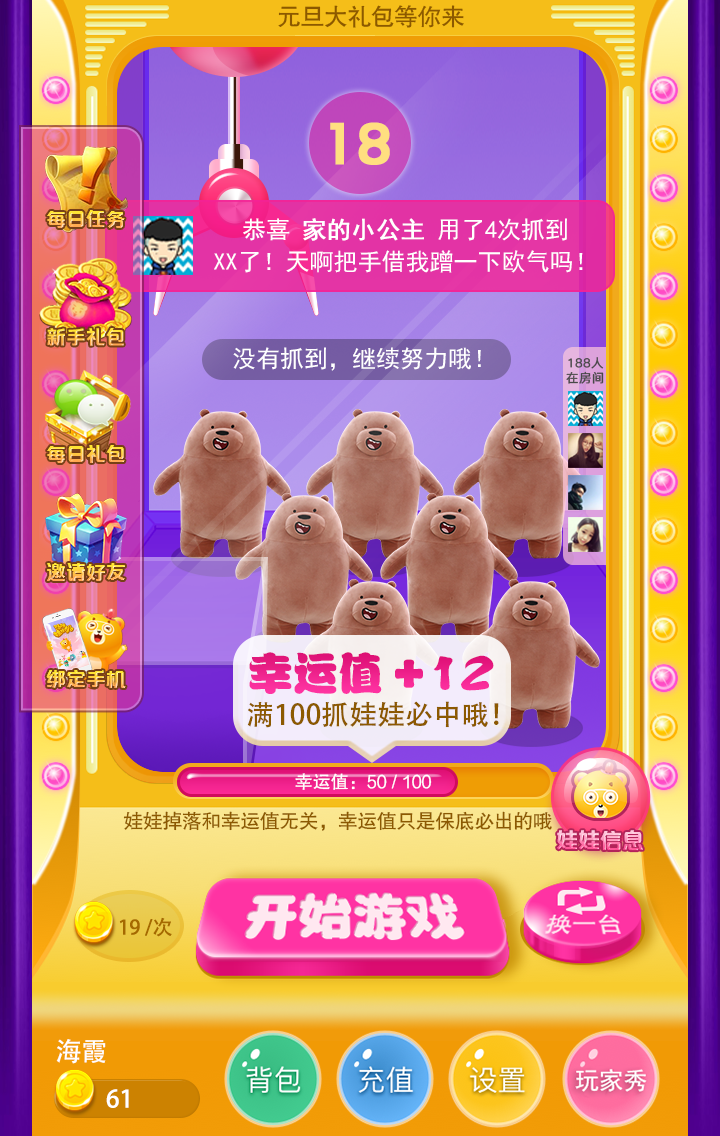 元旦大礼包等你来
18
恭喜 家的小公主 用了4次抓到
XX了！天啊把手借我蹭一下欧气吗！
每日任务
新手礼包
每日礼包
邀请好友
绑定手机
没有抓到，继续努力哦！
188人
在房间
幸运值+12
满100抓娃娃必中哦！
幸运值：50 / 100
娃娃掉落和幸运值无关，幸运值只是保底必出的哦
娃娃信息
19 /次
开始游戏
换一台
海霞
61
背包
充值
设置
玩家秀